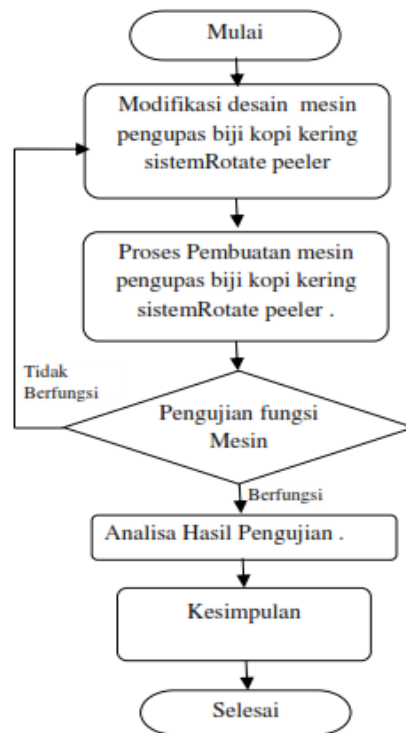 Mulai
Modifikasi desain mesin
pengupas biji kopi kering
sistemRotate peeler
Proses Pembuatan mesin
pengupas biji kopi kering
sistemRotate peeler .
Tidak
Berfungsi
Pengujian fungsi
Mesin
Berfungsi
Analisa Hasil Pengujian .
Kesimpulan
Selesai